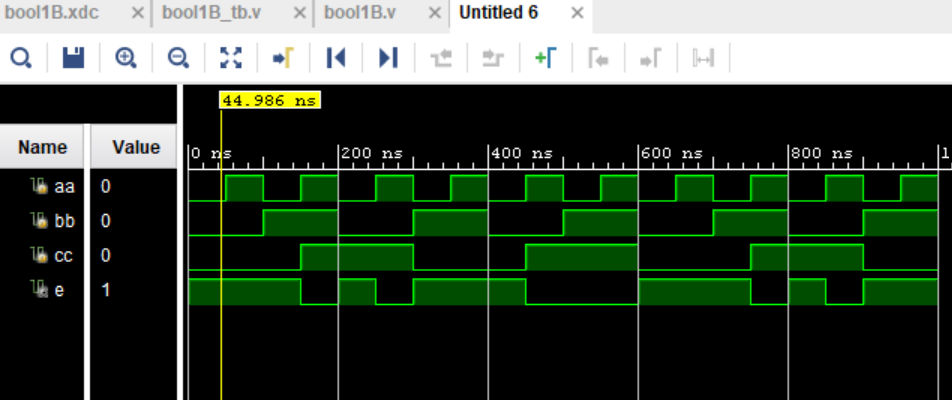 bool1B.xdc × bool1B_tb.v × bool1B.v × Untitled 6 ×
44.986 ns
Name Value
0 ns 200 ns 400 ns 600 ns 800 ns 1
aa 0
bb 0
cc 0
e 1